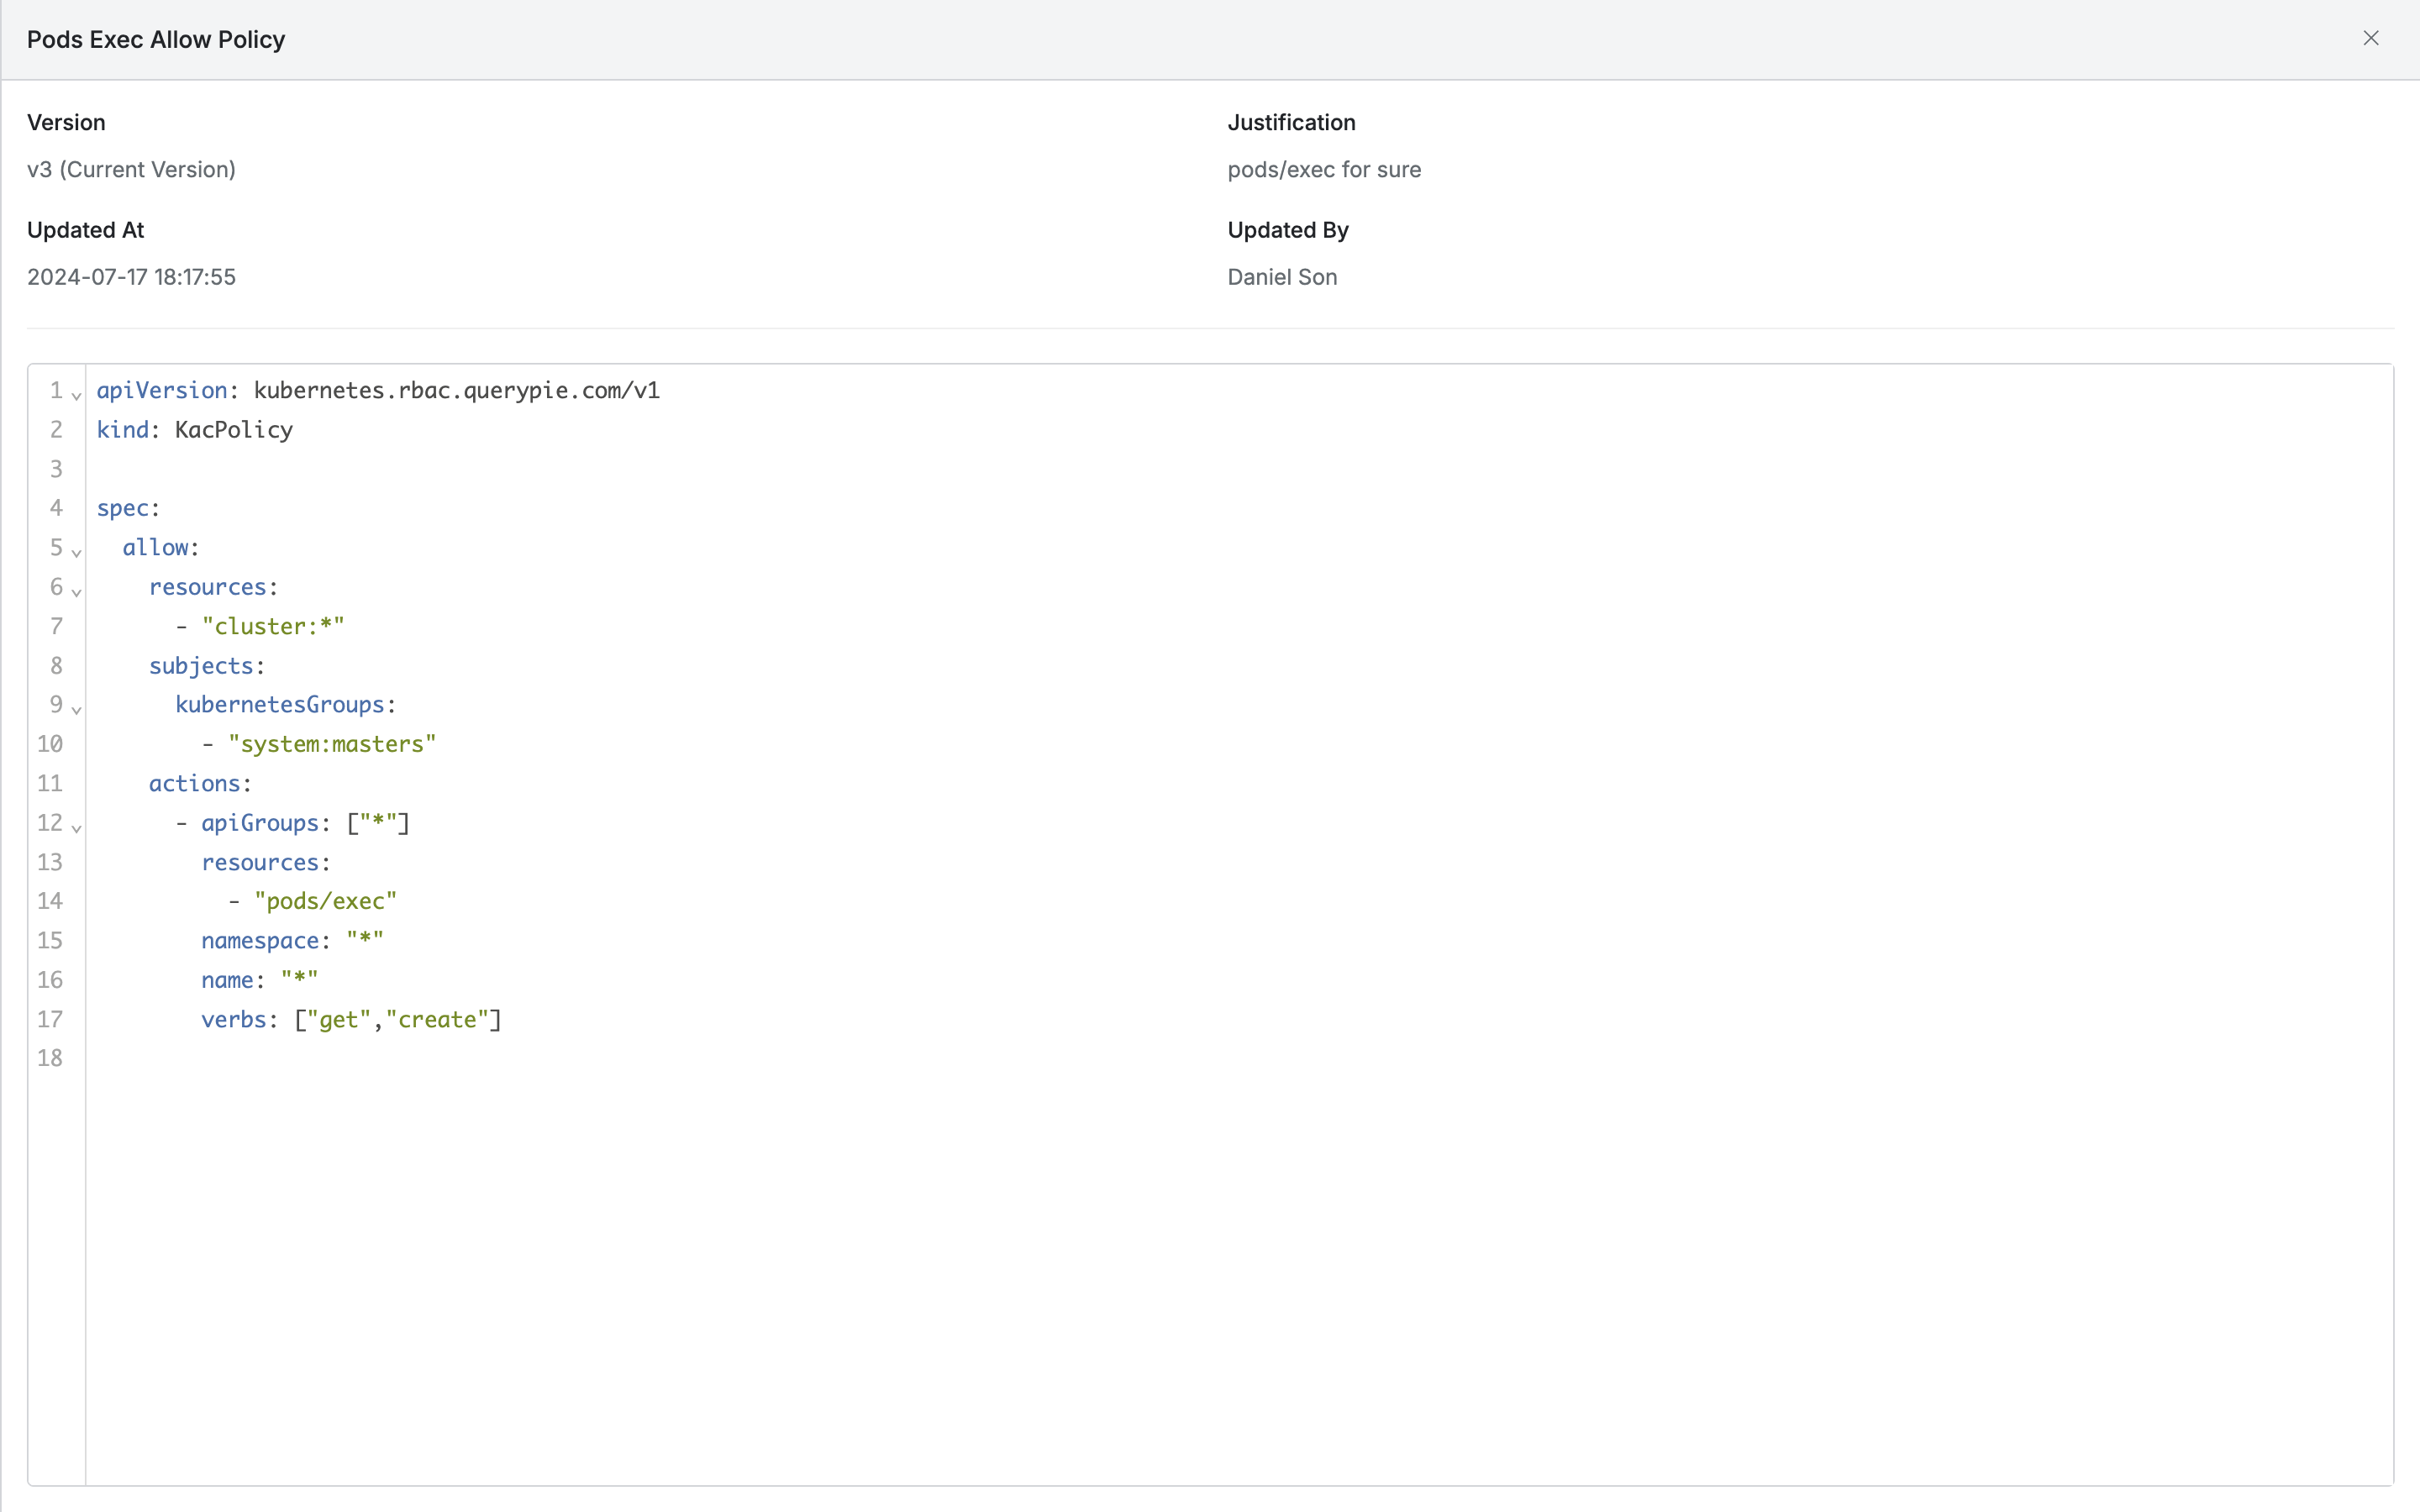 Pods Exec Allow Policy
Version
v3 (Current Version)
Justification
pods/exec for sure
Updated At
2024-07-17 18:17:55
Updated By
Daniel Son
1 apiVersion: kubernetes.rbac.querypie.com/v1
2 kind: KacPolicy
3
4 spec:
5   allow:
6     resources:
7       - "cluster:*"
8     subjects:
9       kubernetesGroups:
10         - "system:masters"
11     actions:
12       - apiGroups: ["*"]
13         resources:
14           - "pods/exec"
15         namespace: "*"
16         name: "*"
17         verbs: ["get","create"]
18